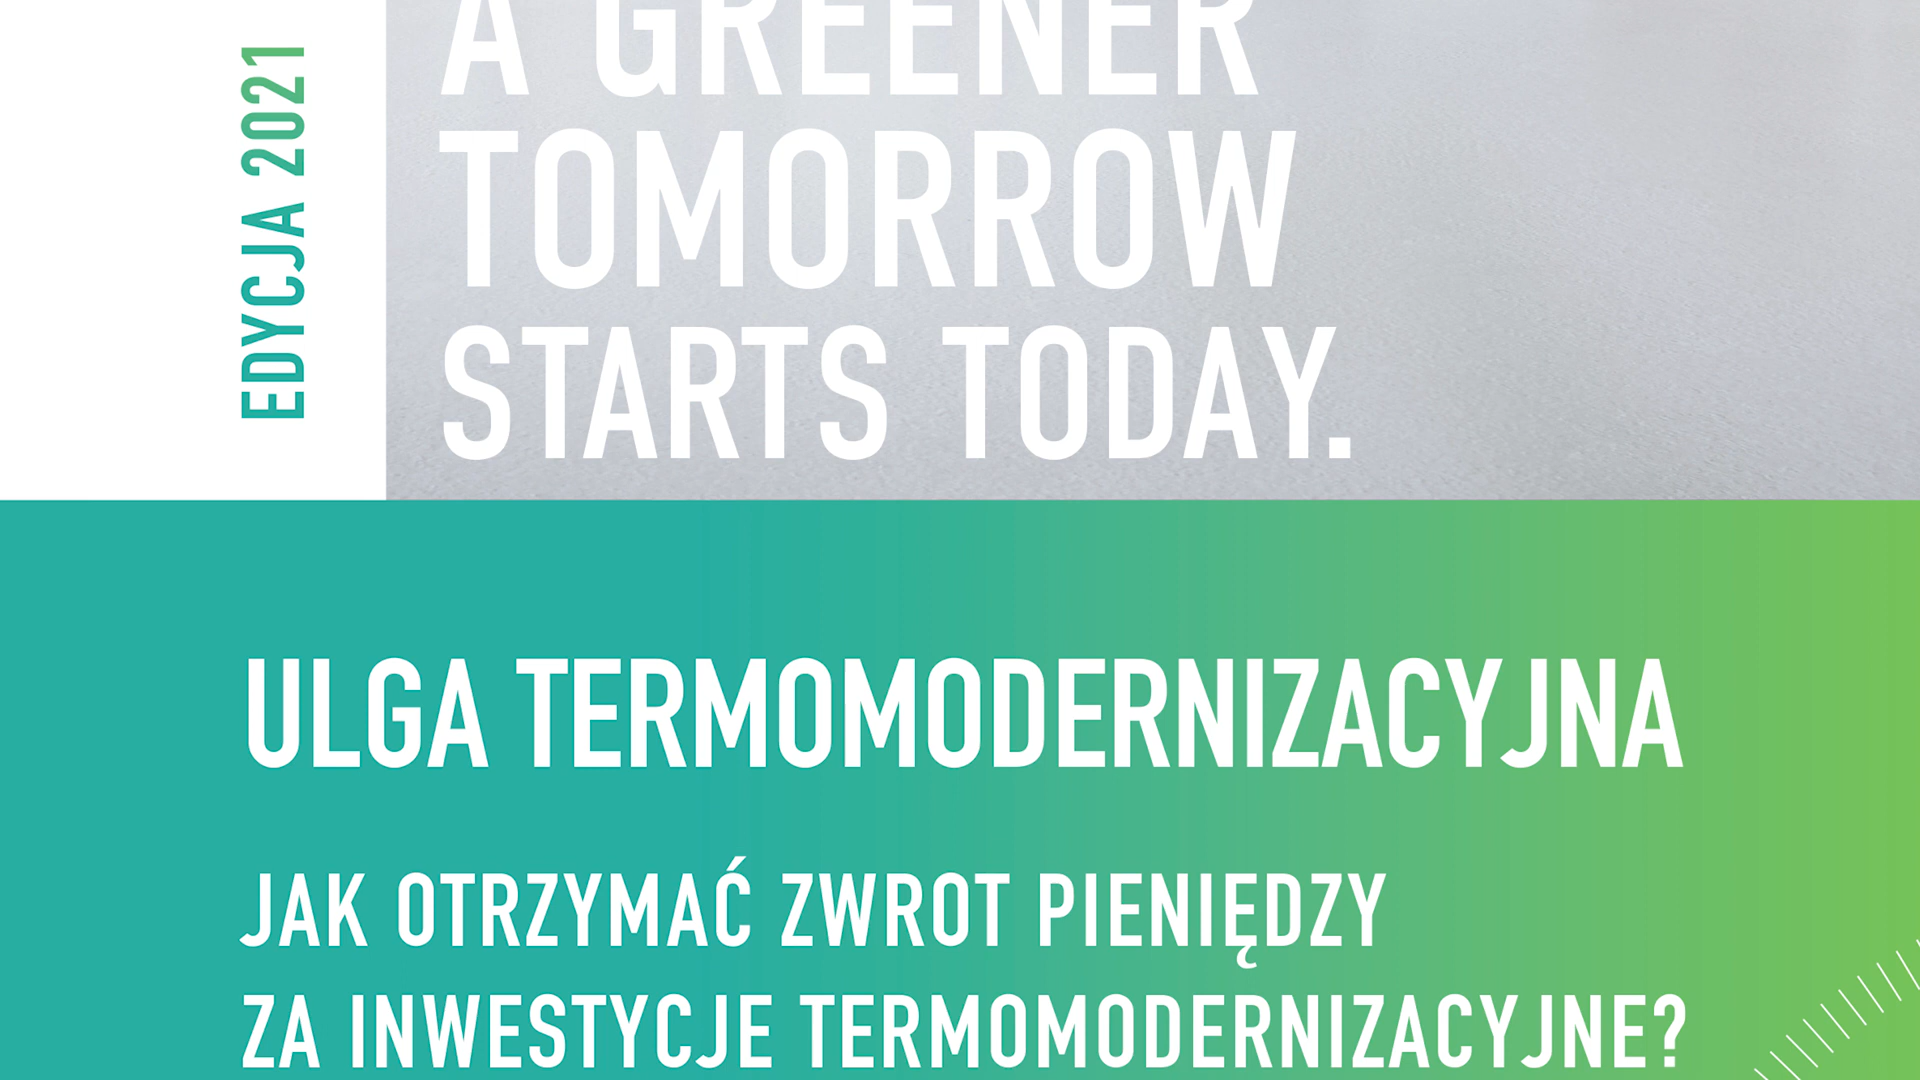 EDYCJA 2021
A GREENER
TOMORROW
STARTS TODAY.
ULGA TERMOMODERNIZACYJNA
JAK OTRZYMAĆ ZWROT PIENIĘDZY
ZA INWESTYCJE TERMOMODERNIZACYJNE?